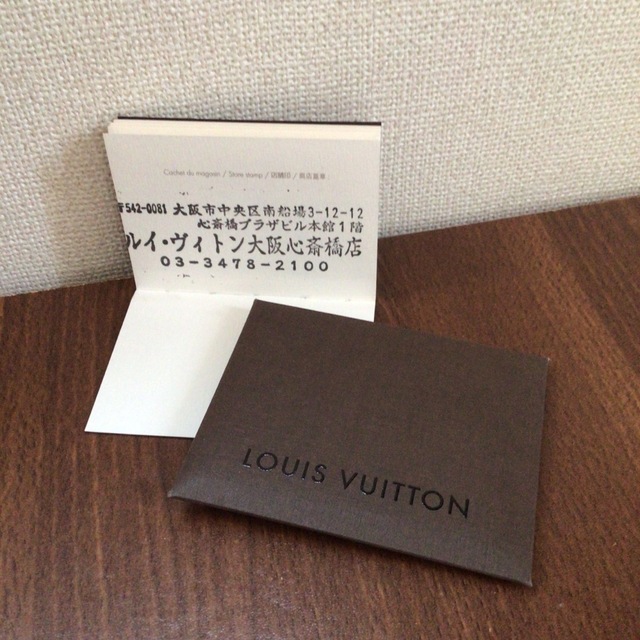 Cachet du magasin / Store stamp / 店舗印 / 商店蓋章
〒542-0081 大阪市中央区南船場3-12-12
心斎橋プラザビル本館1階
ルイ・ヴィトン大阪心斎橋店
03-3478-2100
LOUIS VUITTON